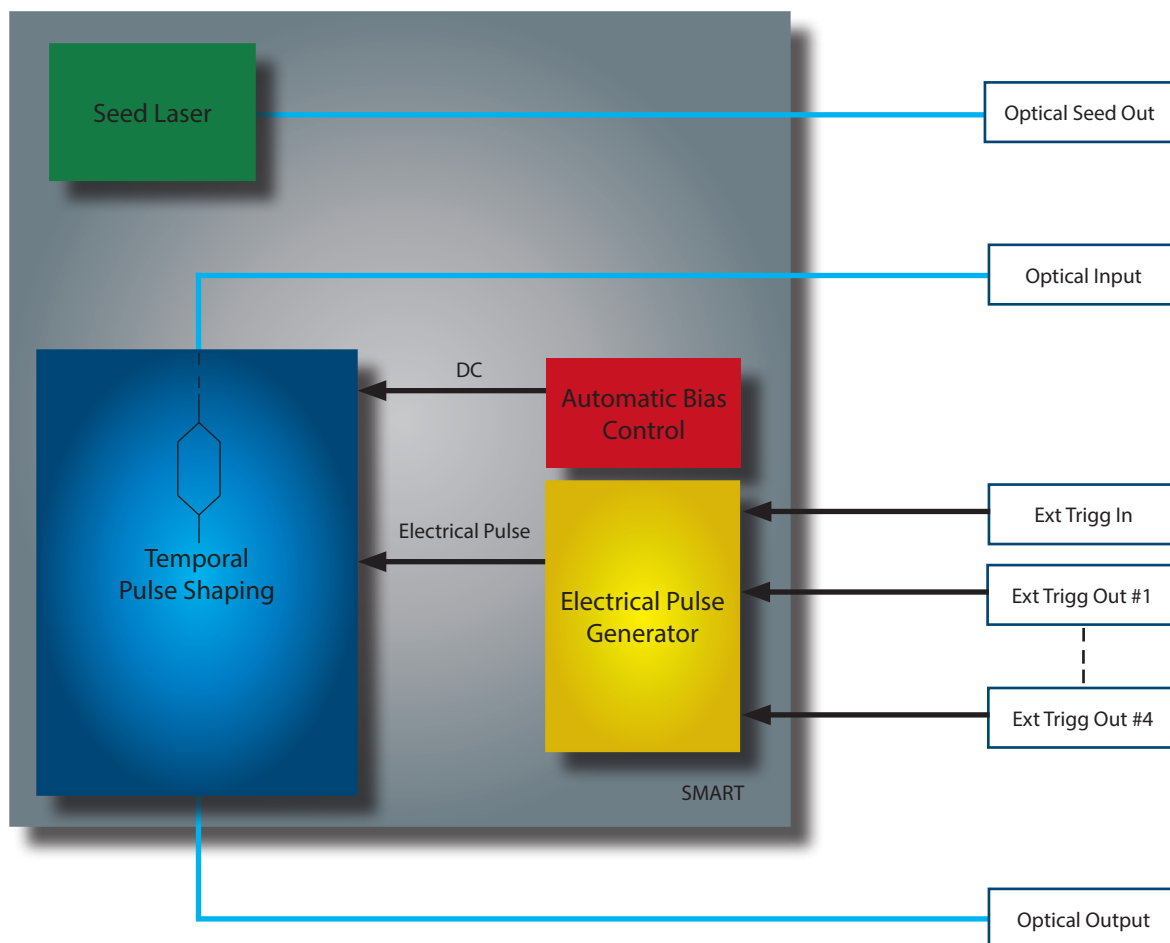 Seed Laser
Optical Seed Out
Optical Input
DC
Automatic Bias
Control
Ext Trigg In
Electrical Pulse
Temporal
Pulse Shaping
Electrical Pulse
Generator
Ext Trigg Out #1
Ext Trigg Out #4
SMART
Optical Output